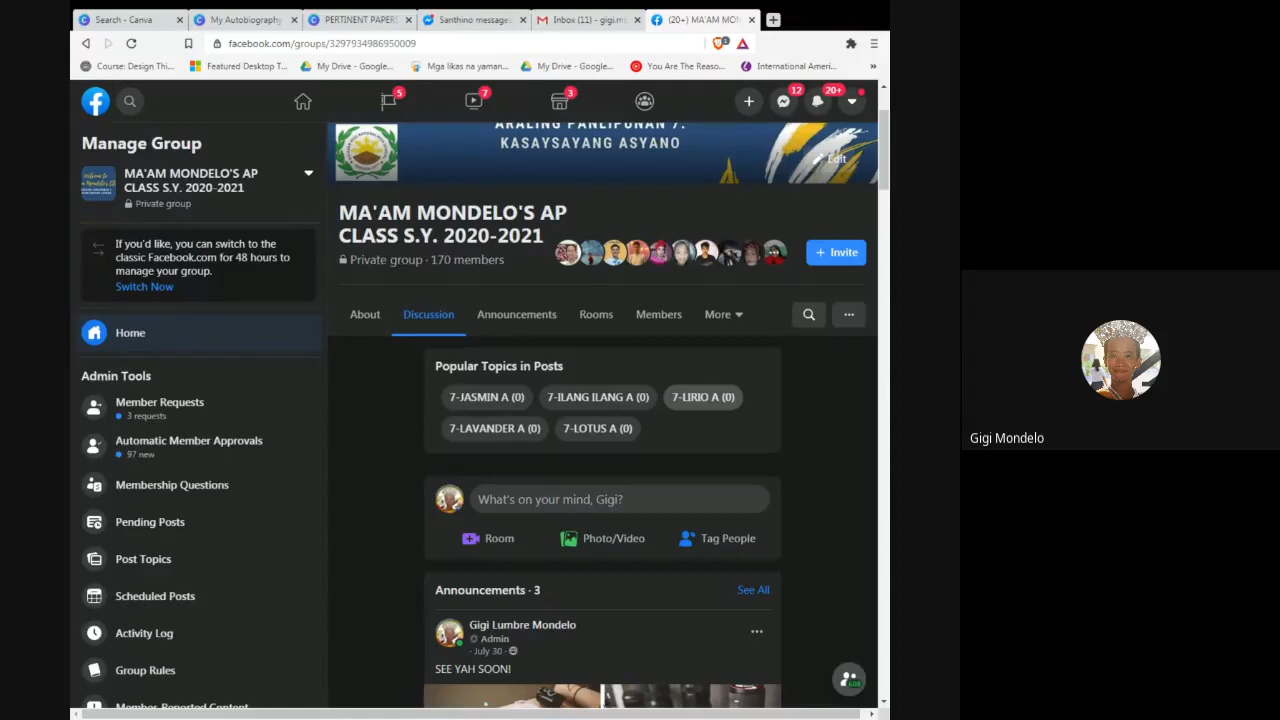 Search - Canva
My Autobiography
PERTINENT PAPERS
Santhino message
Inbox (11) - gigi.m
(20+) MA'AM MON
facebook.com/groups/3297934986950009
1
Course: Design Thi...
Featured Desktop T...
My Drive - Google...
Mga likas na yaman...
My Drive - Google...
You Are The Reaso...
International Ameri...
5
7
3
12
20+
Manage Group
MA'AM MONDELO'S AP
CLASS S.Y. 2020-2021
Private group
If you'd like, you can switch to the
classic Facebook.com for 48 hours to
manage your group.
Switch Now
Home
Admin Tools
Member Requests
3 requests
Automatic Member Approvals
97 new
Membership Questions
Pending Posts
Post Topics
Scheduled Posts
Activity Log
Group Rules
Member-Reported Content
ARALING PANLIPUNAN 7:
KASAYSAYANG ASYANO
Edit
MA'AM MONDELO'S AP
CLASS S.Y. 2020-2021
Private group · 170 members
+ Invite
About
Discussion
Announcements
Rooms
Members
More
Popular Topics in Posts
7-JASMIN A (0)
7-ILANG ILANG A (0)
7-LIRIO A (0)
7-LAVANDER A (0)
7-LOTUS A (0)
What's on your mind, Gigi?
Room
Photo/Video
Tag People
Announcements · 3
See All
Gigi Lumbre Mondelo
Admin
· July 30 ·
SEE YAH SOON!
Gigi Mondelo